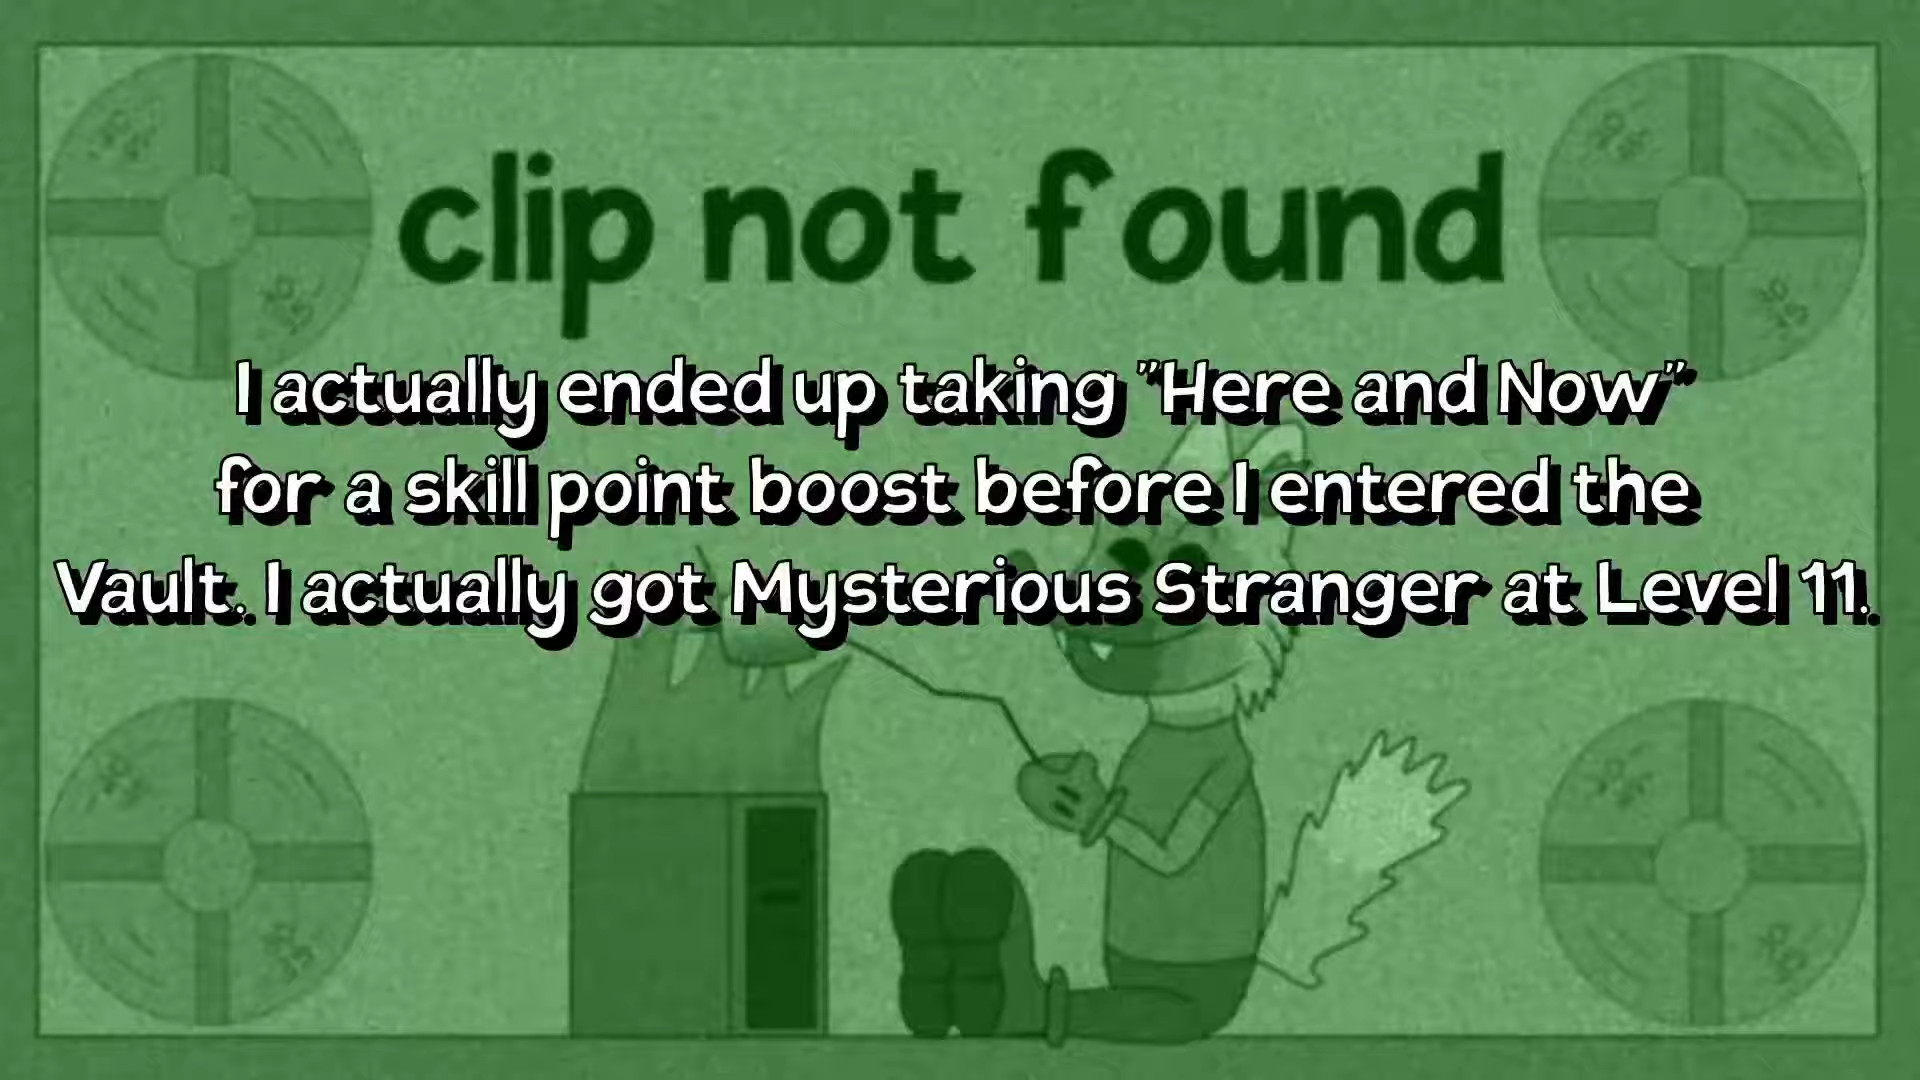 clip not found
I actually ended up taking "Here and Now"
for a skill point boost before I entered the
Vault. I actually got Mysterious Stranger at Level 11.